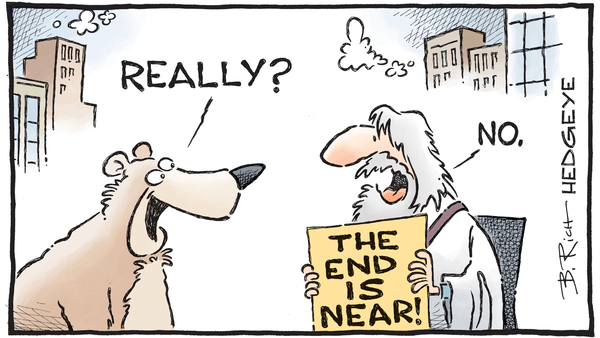 REALLY?
NO.
THE
END
IS
NEAR!
B. Rich HEDGEYE